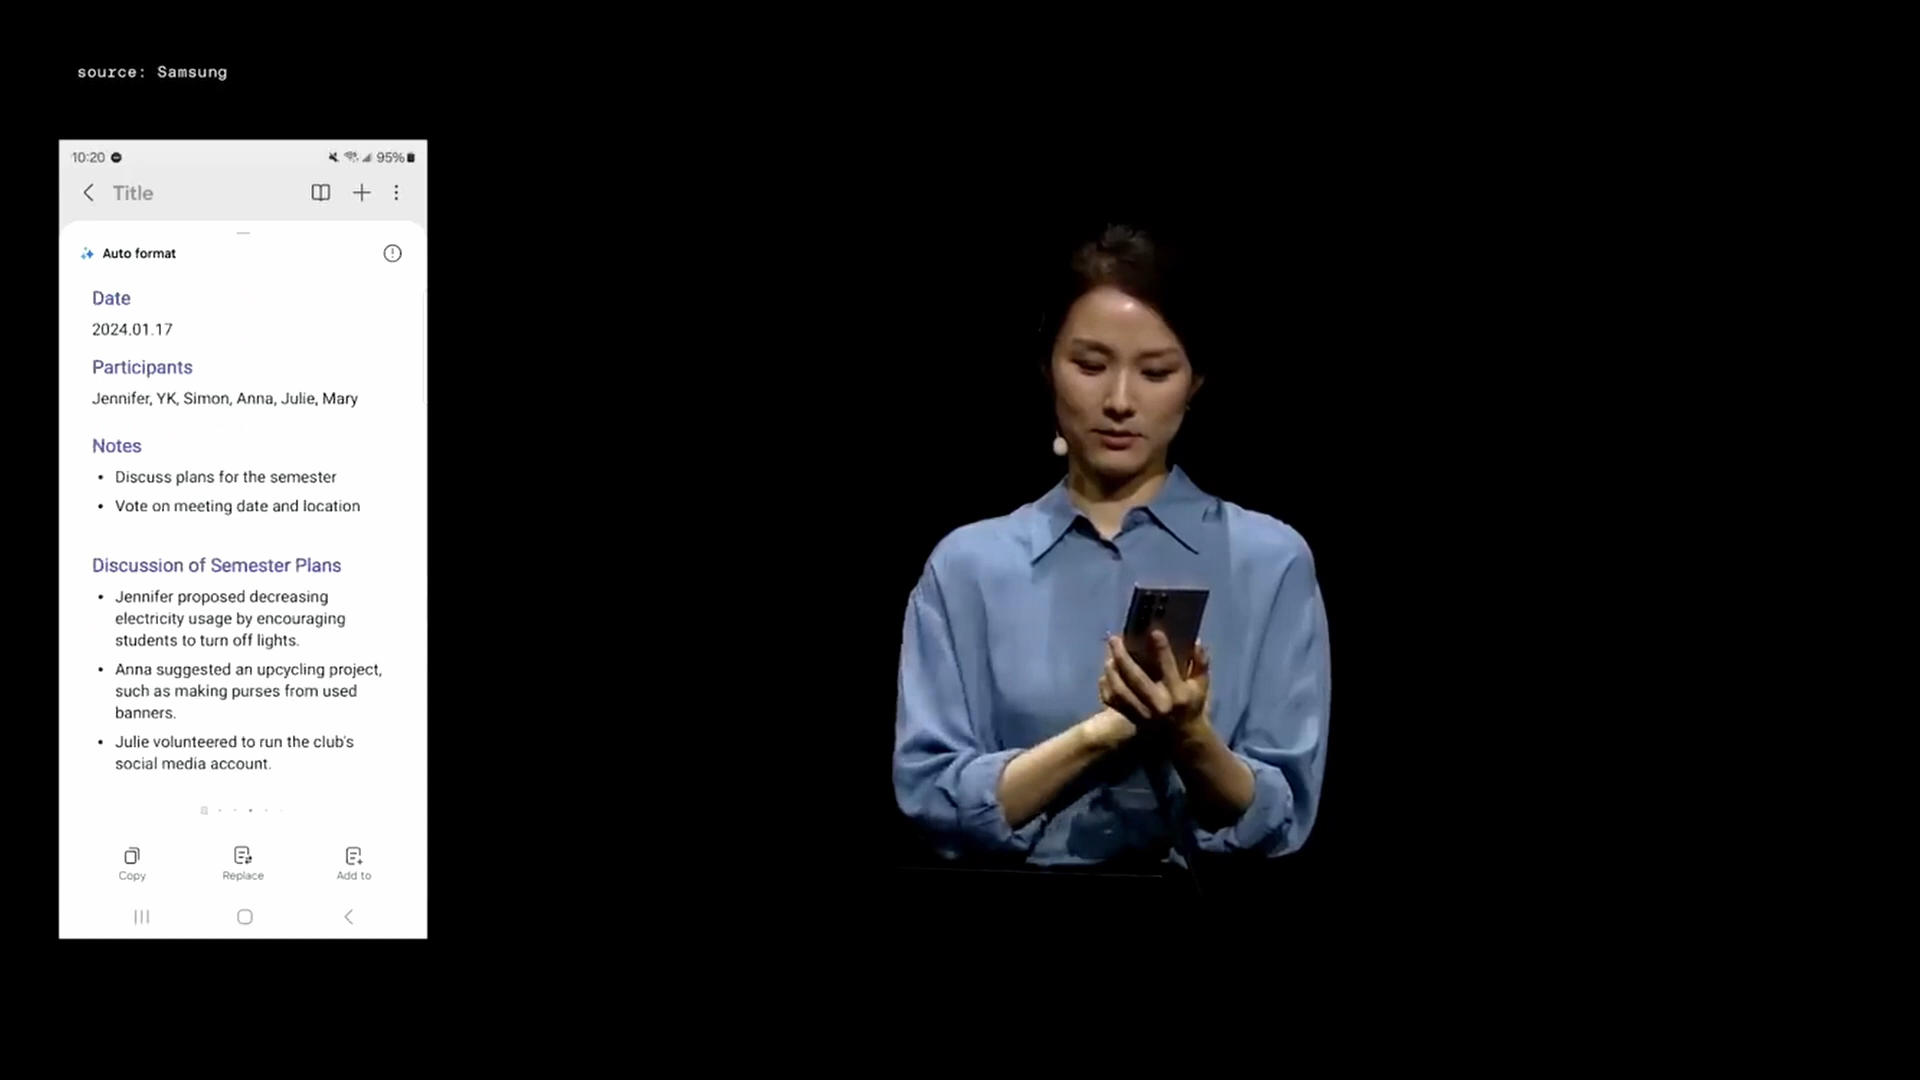 source: Samsung
10:20 95%
Title
Auto format
Date
2024.01.17
Participants
Jennifer, YK, Simon, Anna, Julie, Mary
Notes
• Discuss plans for the semester
• Vote on meeting date and location
Discussion of Semester Plans
• Jennifer proposed decreasing
electricity usage by encouraging
students to turn off lights.
• Anna suggested an upcycling project,
such as making purses from used
banners.
• Julie volunteered to run the club's
social media account.
Copy Replace Add to